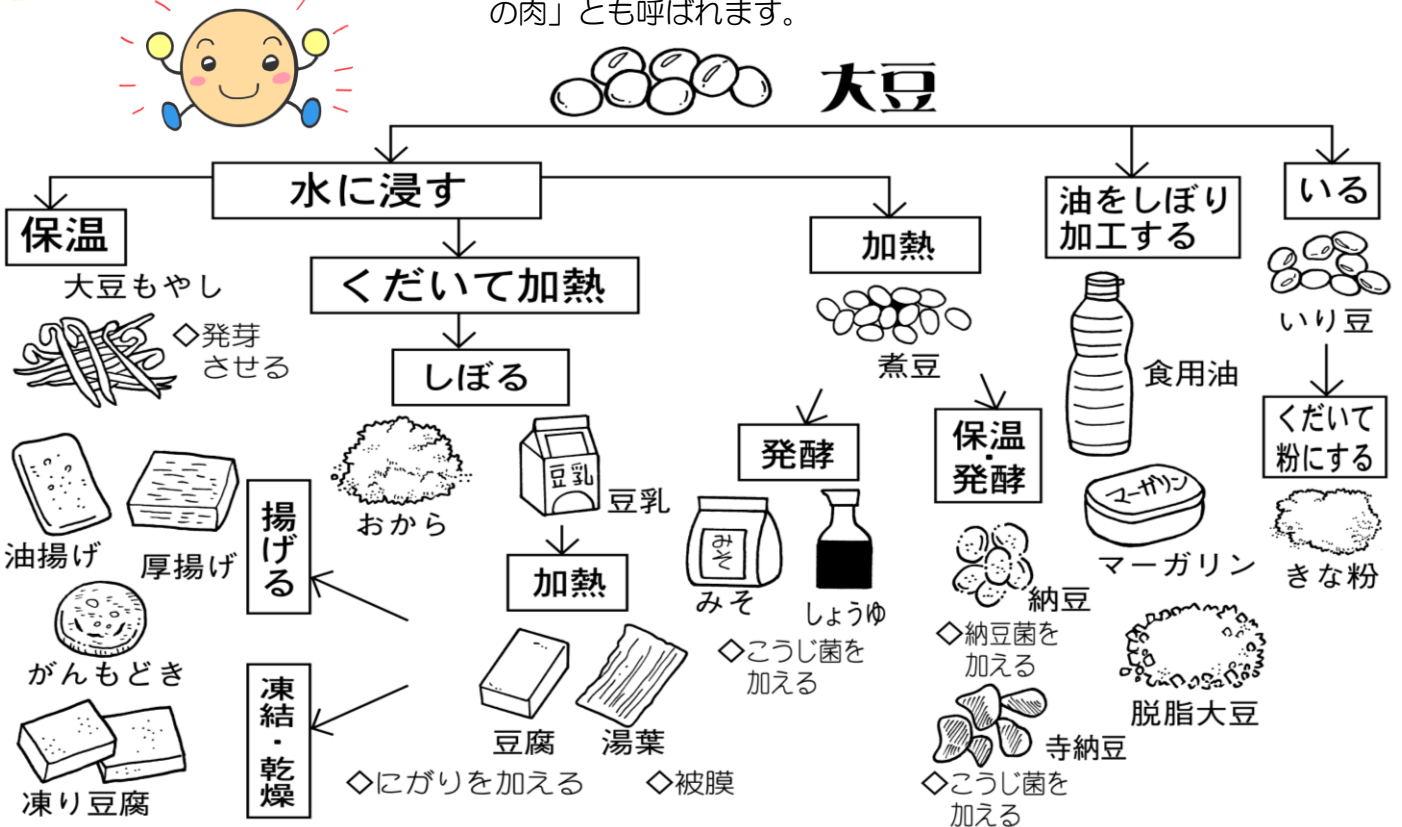 の肉」とも呼ばれます。
大豆
水に浸す
保温
大豆もやし
◇発芽
させる
くだいて加熱
しぼる
おから
豆乳
豆乳
加熱
豆腐
◇にがりを加える
湯葉
◇被膜
揚げる
油揚げ
厚揚げ
がんもどき
凍結・乾燥
凍り豆腐
加熱
煮豆
発酵
みそ
みそ
しょうゆ
◇こうじ菌を
加える
保温
・
発酵
納豆
◇納豆菌を
加える
寺納豆
◇こうじ菌を
加える
油をしぼり
加工する
食用油
マーガリン
マーガリン
脱脂大豆
いる
いり豆
くだいて
粉にする
きな粉